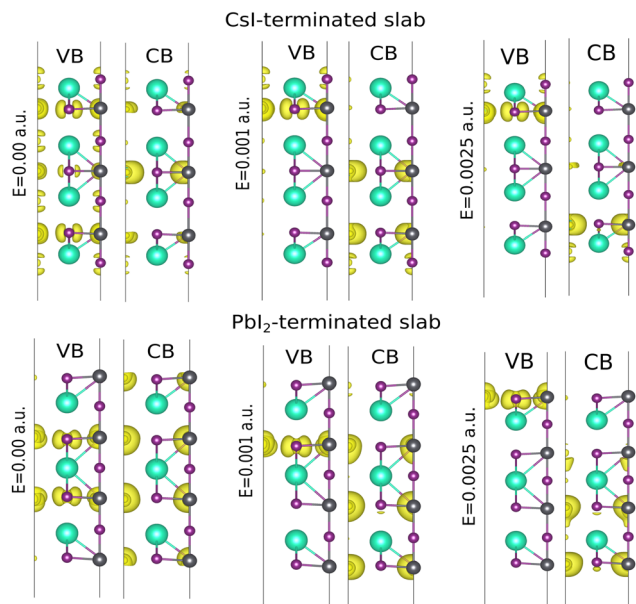 CsI-terminated slab
VB CB VB CB VB CB
E=0.00 a.u.
E=0.001 a.u.
E=0.0025 a.u.
PbI₂-terminated slab
VB CB VB CB VB CB
E=0.00 a.u.
E=0.001 a.u.
E=0.0025 a.u.